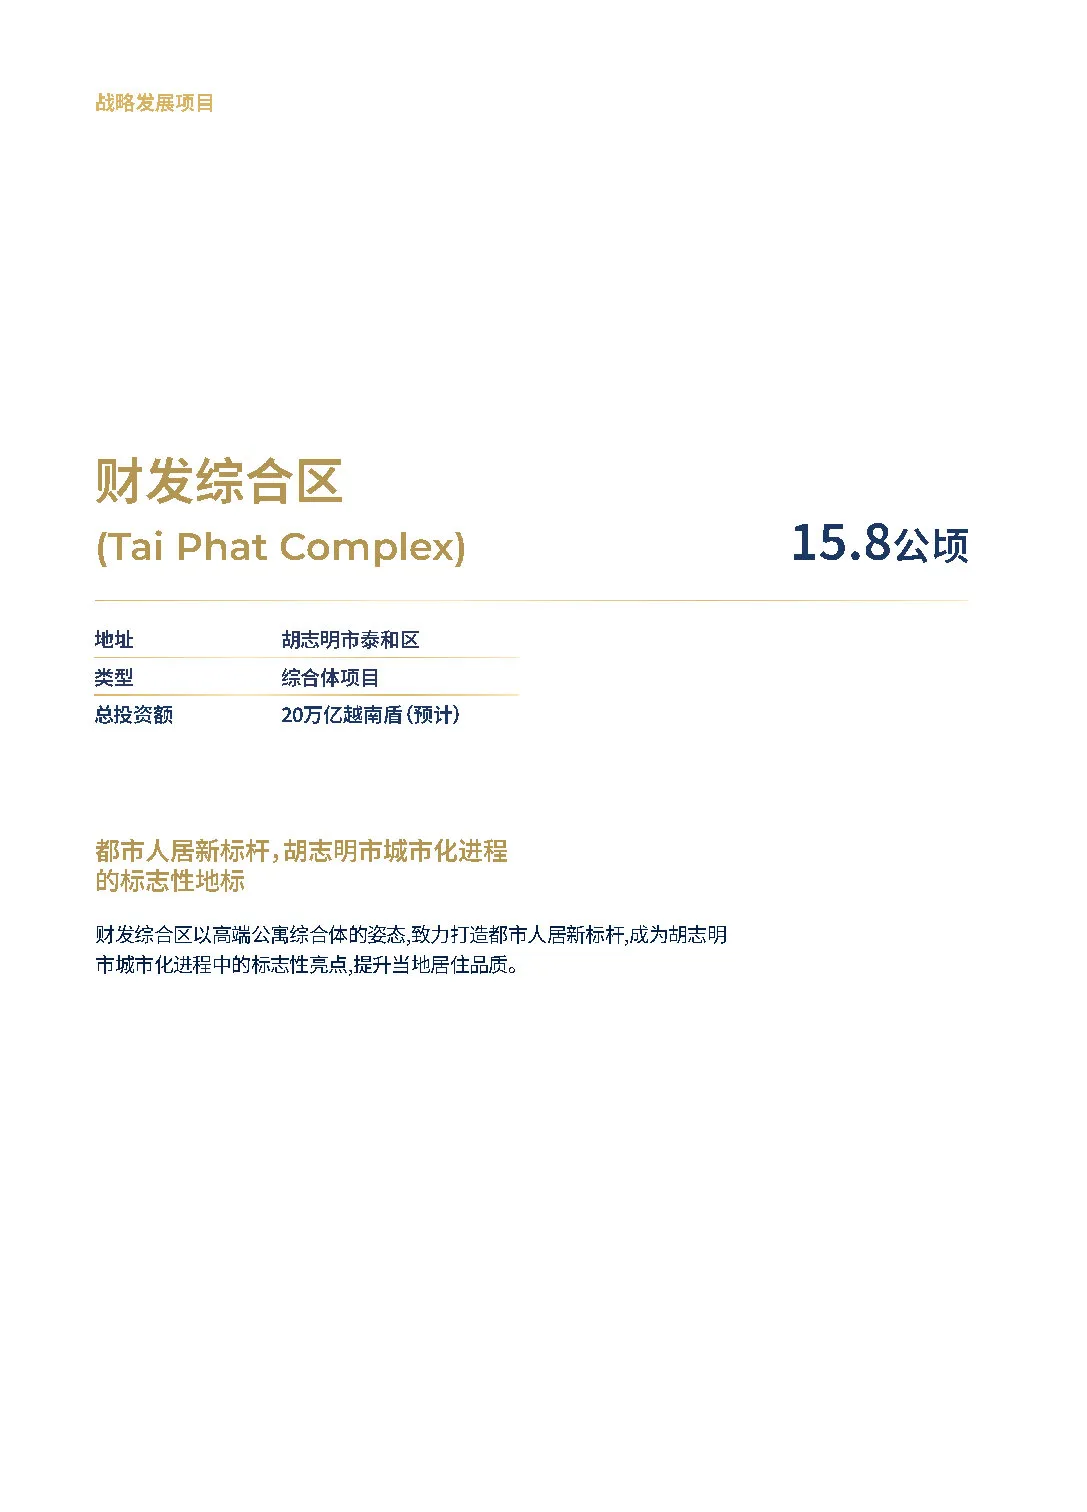 战略发展项目
财发综合区
(Tai Phat Complex)
15.8公顷
地址 胡志明市泰和区
类型 综合体项目
总投资额 20万亿越南盾（预计）
都市人居新标杆，胡志明市城市化进程
的标志性地标
财发综合区以高端公寓综合体的姿态,致力打造都市人居新标杆,成为胡志明
市城市化进程中的标志性亮点,提升当地居住品质。